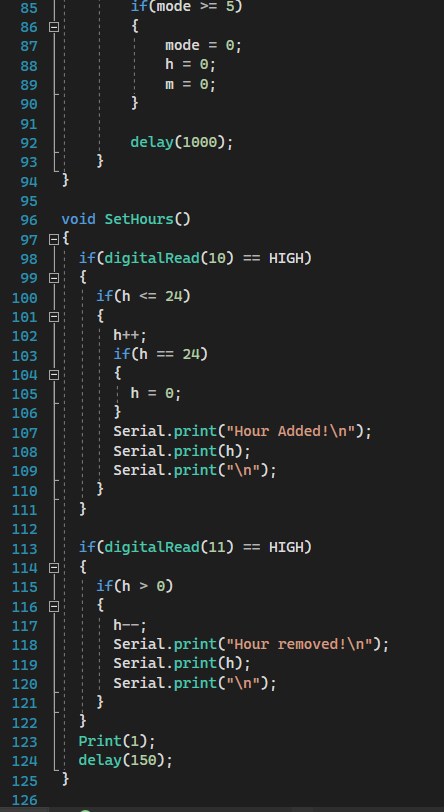 85 if(mode >= 5)
86 {
87 mode = 0;
88 h = 0;
89 m = 0;
90 }
91
92 delay(1000);
93 }
94 }
95
96 void SetHours()
97 {
98 if(digitalRead(10) == HIGH)
99 {
100 if(h <= 24)
101 {
102 h++;
103 if(h == 24)
104 {
105 h = 0;
106 }
107 Serial.print("Hour Added!\n");
108 Serial.print(h);
109 Serial.print("\n");
110 }
111 }
112
113 if(digitalRead(11) == HIGH)
114 {
115 if(h > 0)
116 {
117 h--;
118 Serial.print("Hour removed!\n");
119 Serial.print(h);
120 Serial.print("\n");
121 }
122 }
123 Print(1);
124 delay(150);
125 }
126